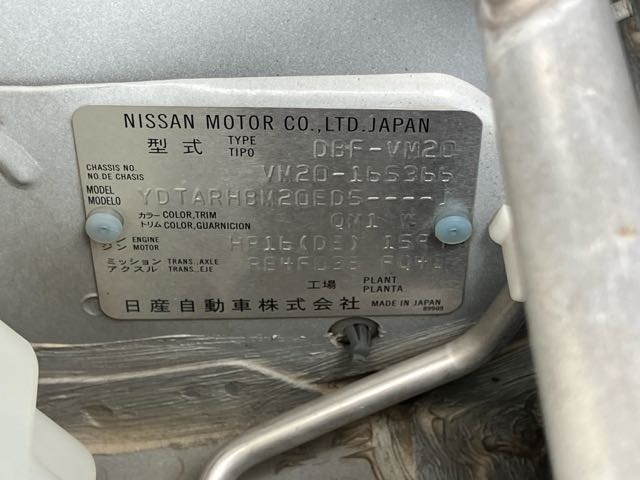 NISSAN MOTOR CO.,LTD.JAPAN
型式 TYPE TIPO DBF-VM20
CHASSIS NO. NO.DE CHASIS VM20-165366
MODEL MODELO YDTARH8M20EDS----J
カラー COLOR,TRIM トリム COLOR,GUARNICION QM1
ENGINE MOTOR HR16(DE)
ミッション TRANS.,AXLE アクスル TRANS.,EJE
工場 PLANT PLANTA
日産自動車株式会社 MADE IN JAPAN
89909